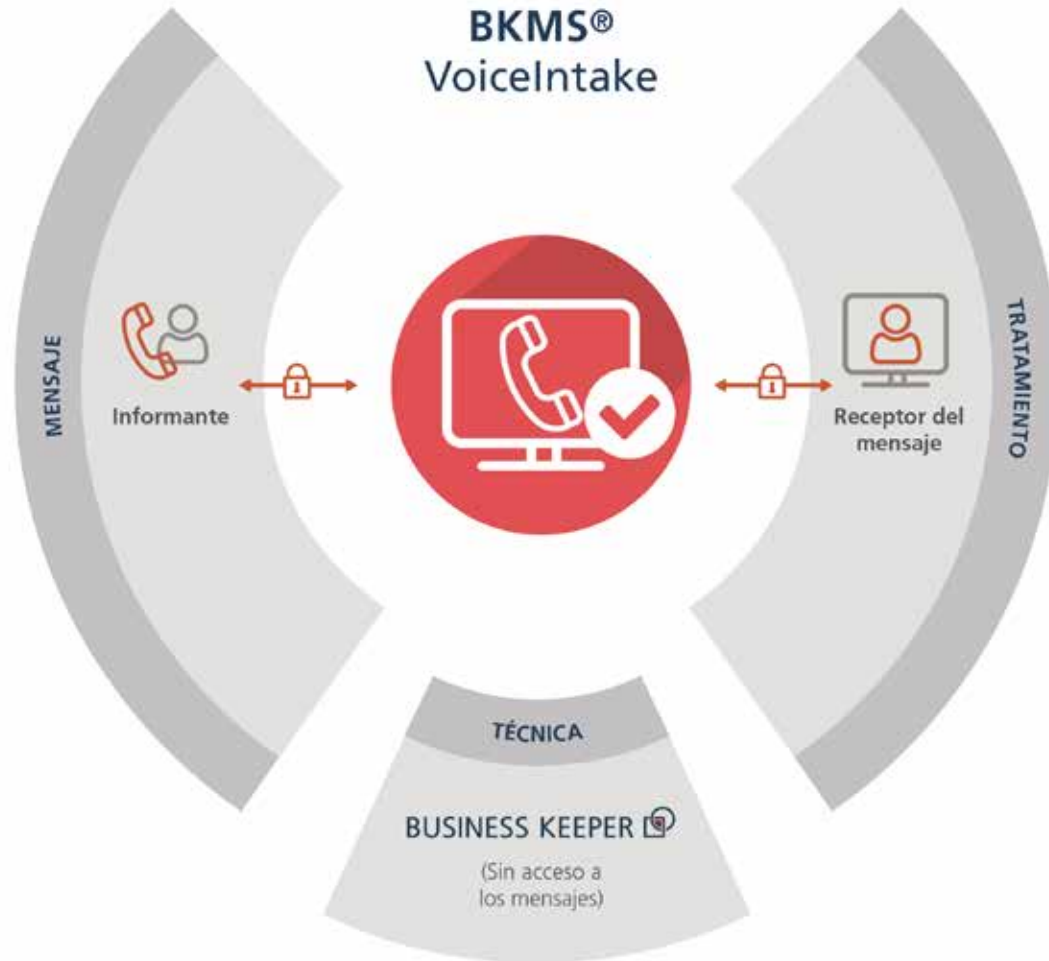 BKMS®
VoiceIntake
MENSAJE
Informante
Receptor del
mensaje
TRATAMIENTO
TÉCNICA
BUSINESS KEEPER
(Sin acceso a
los mensajes)